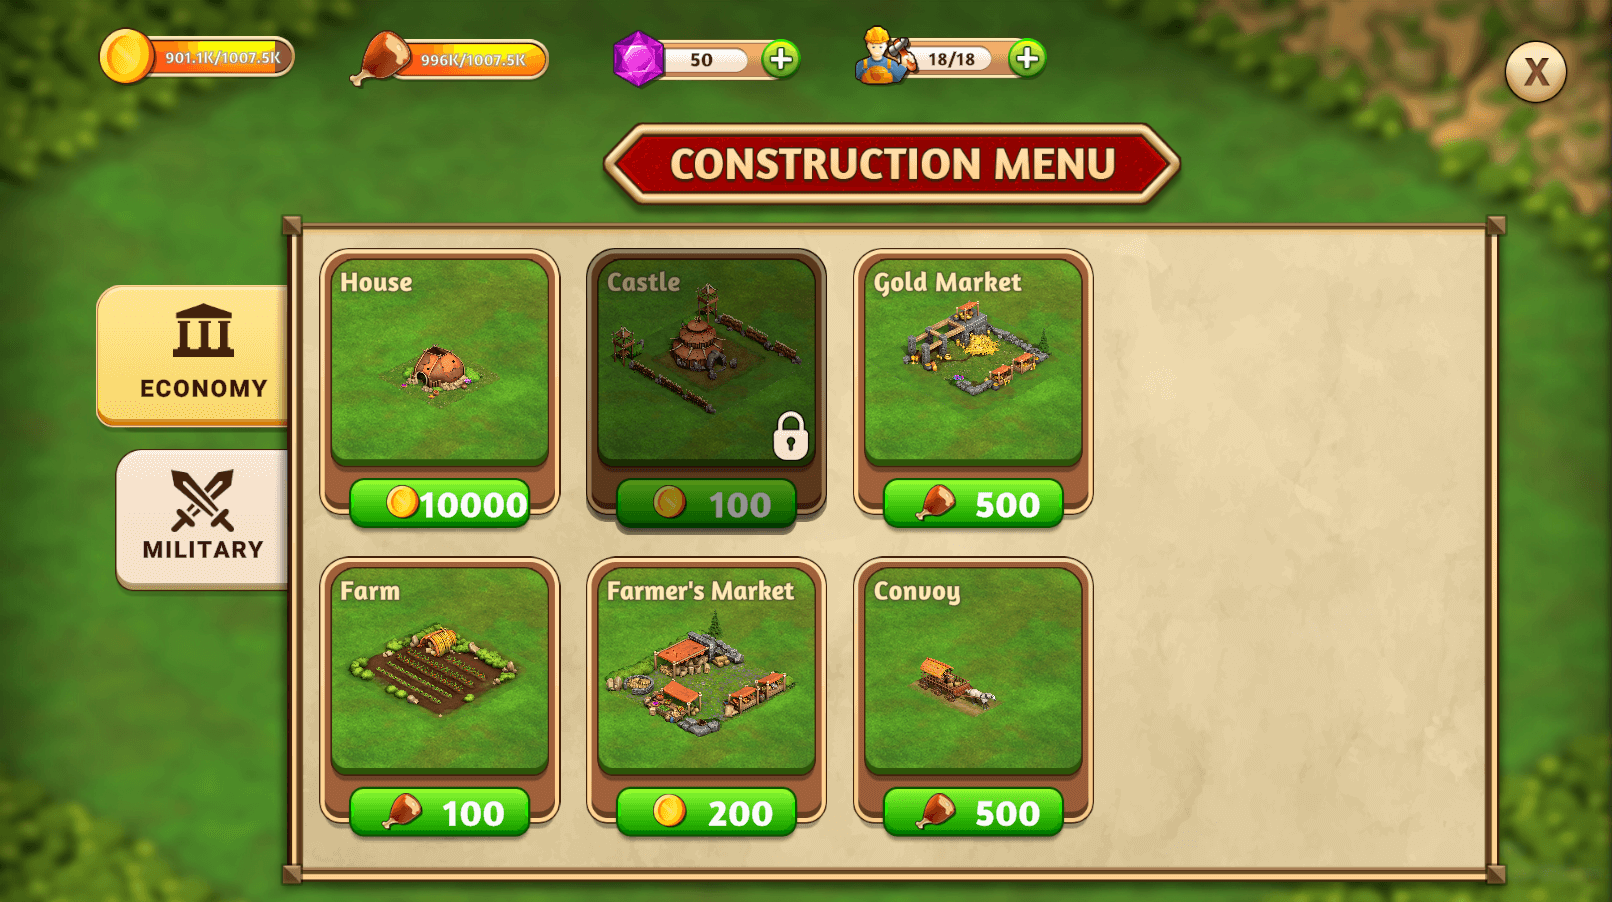 901.1K/1007.5K
996K/1007.5K
50
18/18
X
CONSTRUCTION MENU
ECONOMY
MILITARY
House
Castle
Gold Market
10000
100
500
Farm
Farmer's Market
Convoy
100
200
500